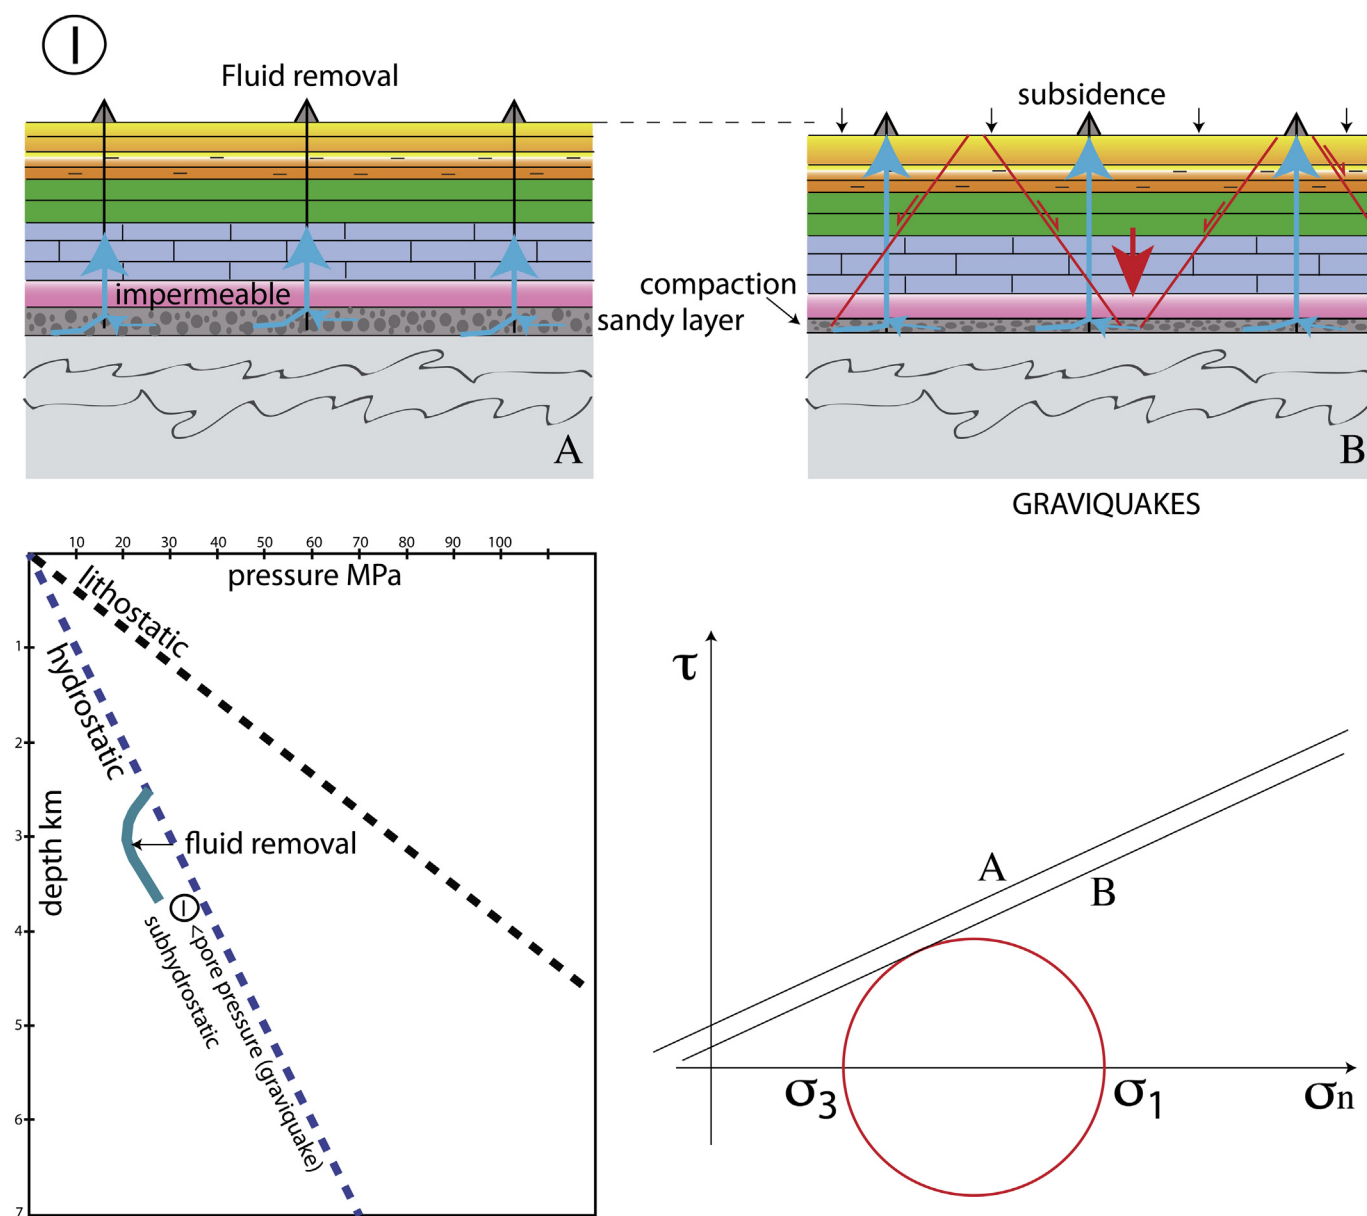 I
Fluid removal
subsidence
impermeable
compaction
sandy layer
A
B
GRAVIQUAKES
10 20 30 40 50 60 70 80 90 100
pressure MPa
lithostatic
hydrostatic
1
2
3
4
5
6
7
depth km
fluid removal
I
subhydrostatic
<pore pressure (graviquake)
τ
A
B
σ3
σ1
σn